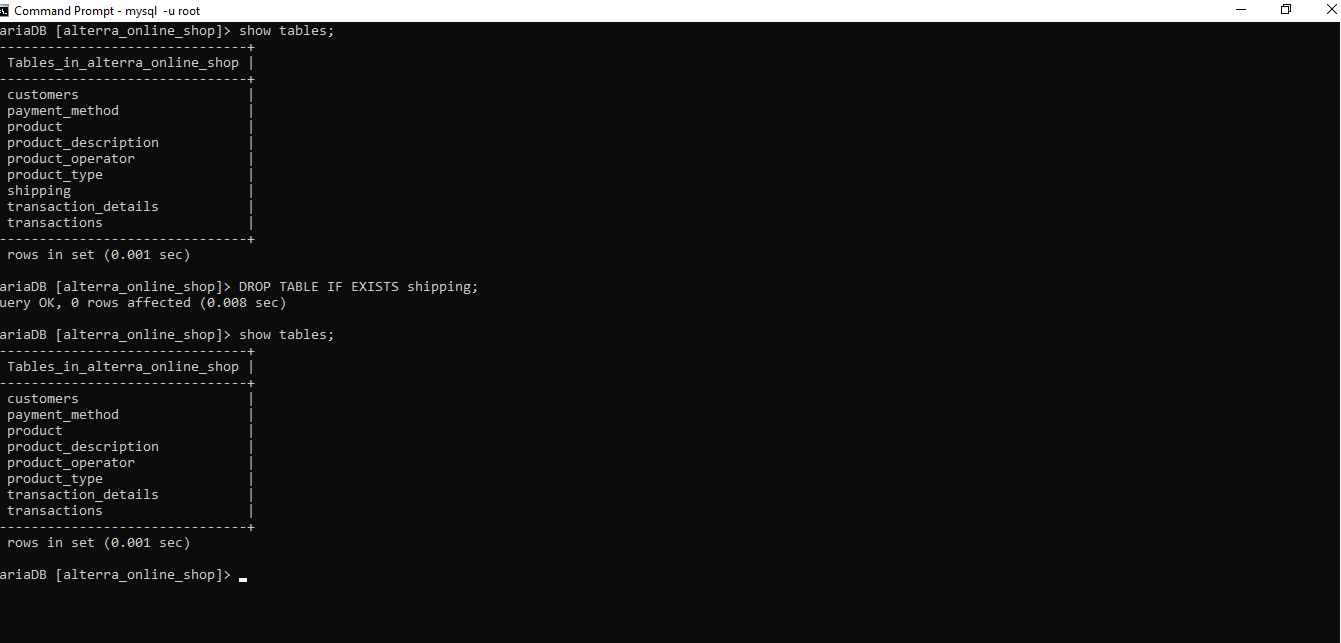 Command Prompt - mysql  -u root
ariaDB [alterra_online_shop]> show tables;
-------------------------------+
 Tables_in_alterra_online_shop |
-------------------------------+
 customers                     |
 payment_method                |
 product                       |
 product_description           |
 product_operator              |
 product_type                  |
 shipping                      |
 transaction_details           |
 transactions                  |
-------------------------------+
 rows in set (0.001 sec)
ariaDB [alterra_online_shop]> DROP TABLE IF EXISTS shipping;
uery OK, 0 rows affected (0.008 sec)
ariaDB [alterra_online_shop]> show tables;
-------------------------------+
 Tables_in_alterra_online_shop |
-------------------------------+
 customers                     |
 payment_method                |
 product                       |
 product_description           |
 product_operator              |
 product_type                  |
 transaction_details           |
 transactions                  |
-------------------------------+
 rows in set (0.001 sec)
ariaDB [alterra_online_shop]>